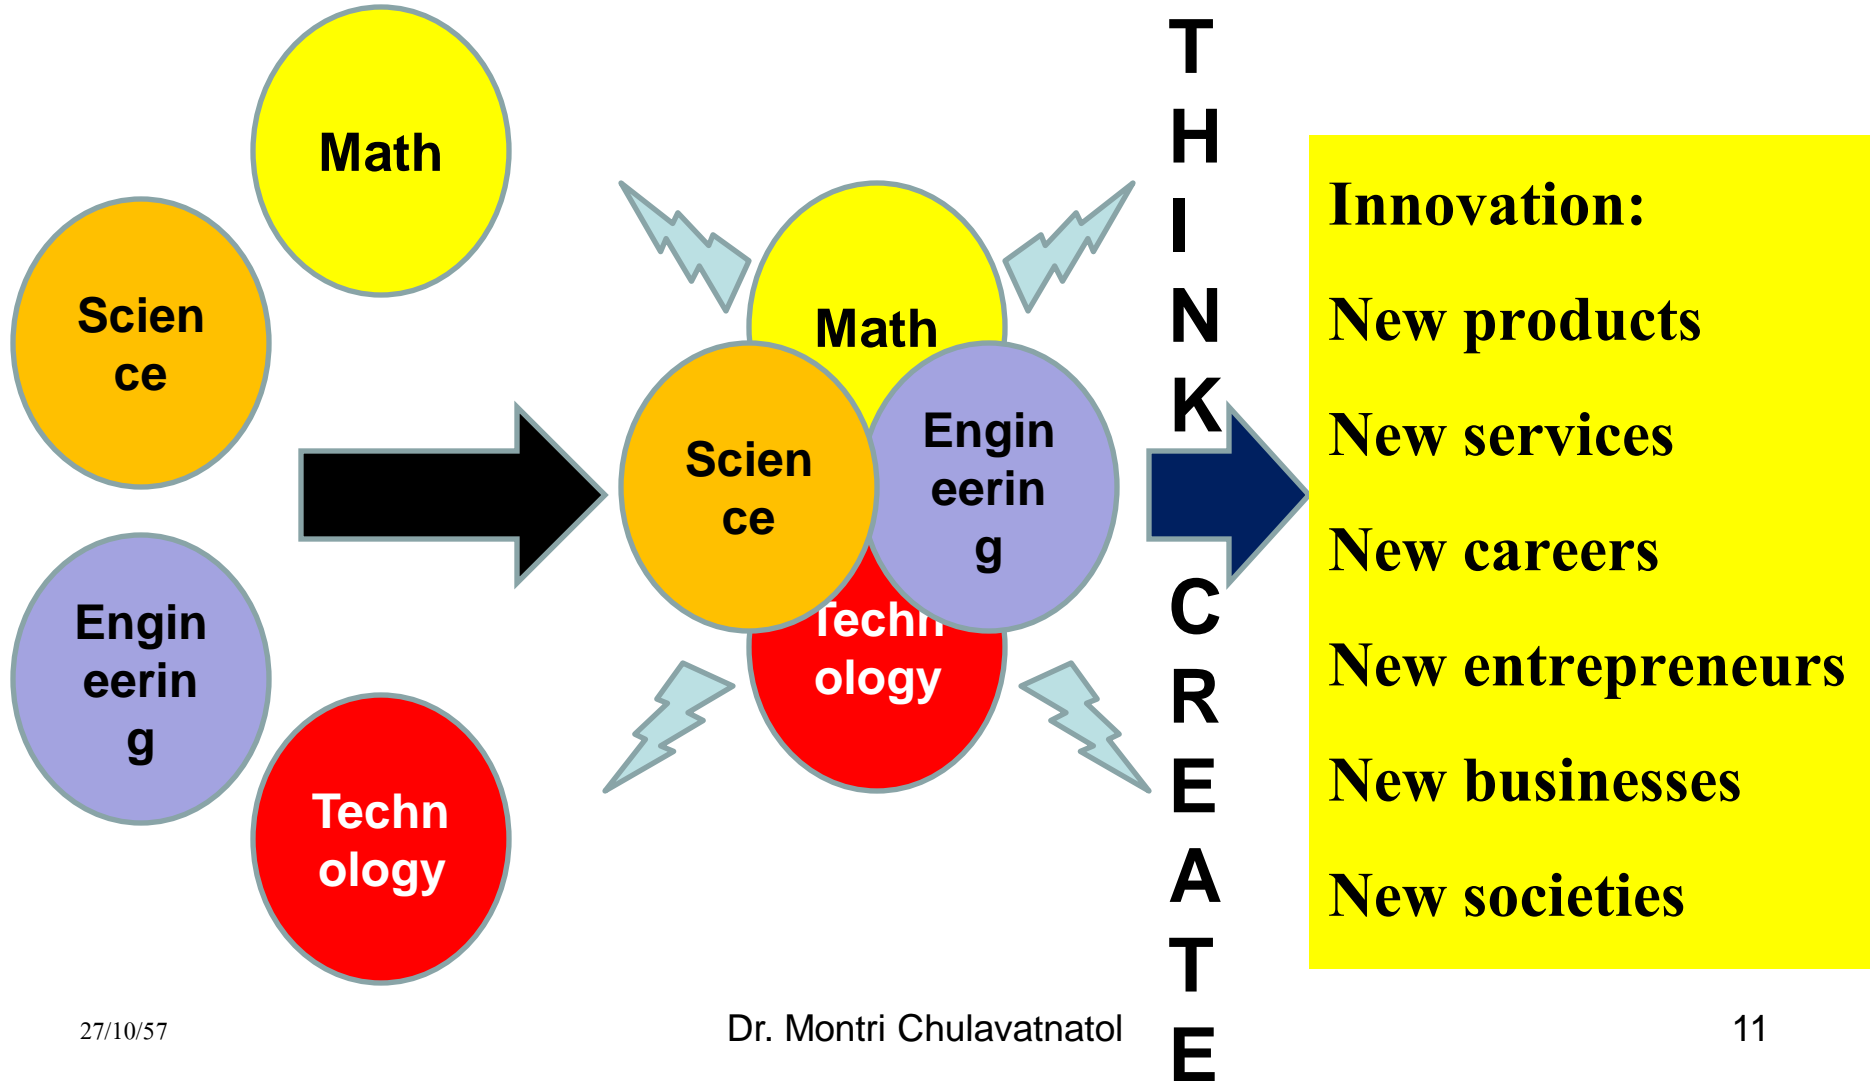 Math
Scien
ce
Engin
eerin
g
Techn
ology
Math
Scien
ce
Engin
eerin
g
Techn
ology
T
H
I
N
K
C
R
E
A
T
E
Innovation:
New products
New services
New careers
New entrepreneurs
New businesses
New societies
27/10/57
Dr. Montri Chulavatnatol
11